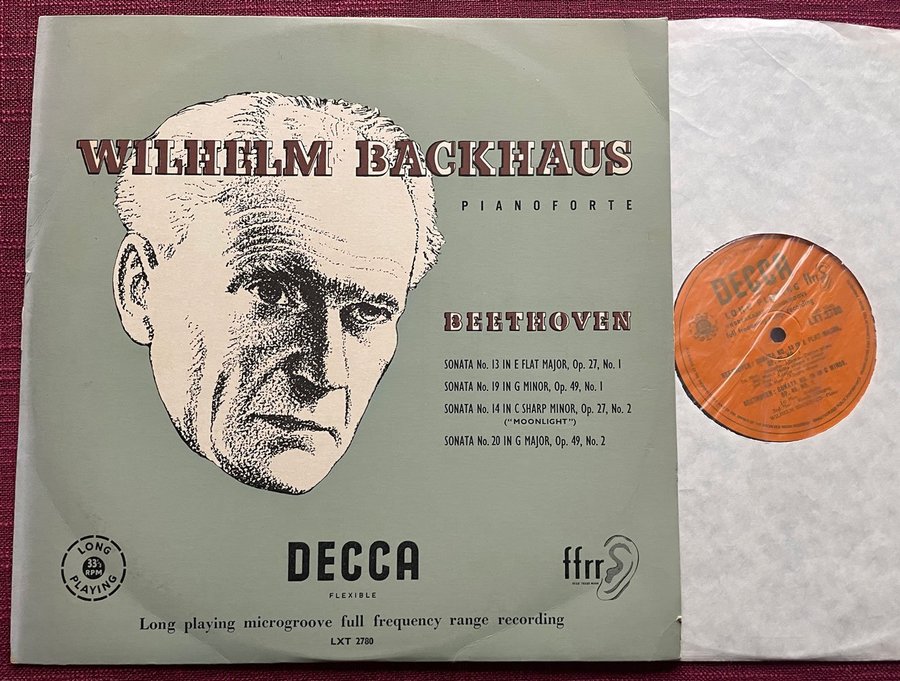 WILHELM BACKHAUS
PIANOFORTE
BEETHOVEN
SONATA No. 13 IN E FLAT MAJOR, Op. 27, No. 1
SONATA No. 19 IN G MINOR, Op. 49, No. 1
SONATA No. 14 IN C SHARP MINOR, Op. 27, No. 2
("MOONLIGHT")
SONATA No. 20 IN G MAJOR, Op. 49, No. 2
LONG
33⅓
RPM
PLAYING
DECCA
FLEXIBLE
ffrr
Long playing microgroove full frequency range recording
LXT 2780
DECCA
ffrr
LXT 2780